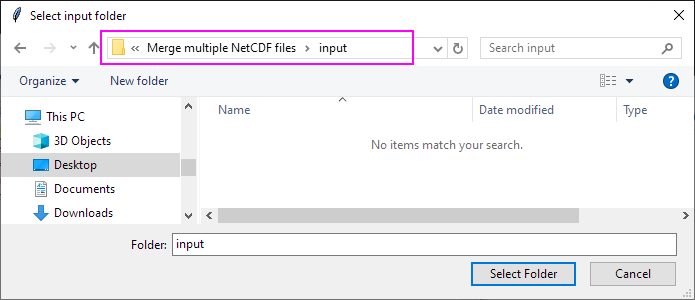 Select input folder
« Merge multiple NetCDF files › input
Search input
Organize
New folder
?
This PC
3D Objects
Desktop
Documents
Downloads
Name
Date modified
Type
No items match your search.
Folder: input
Select Folder
Cancel